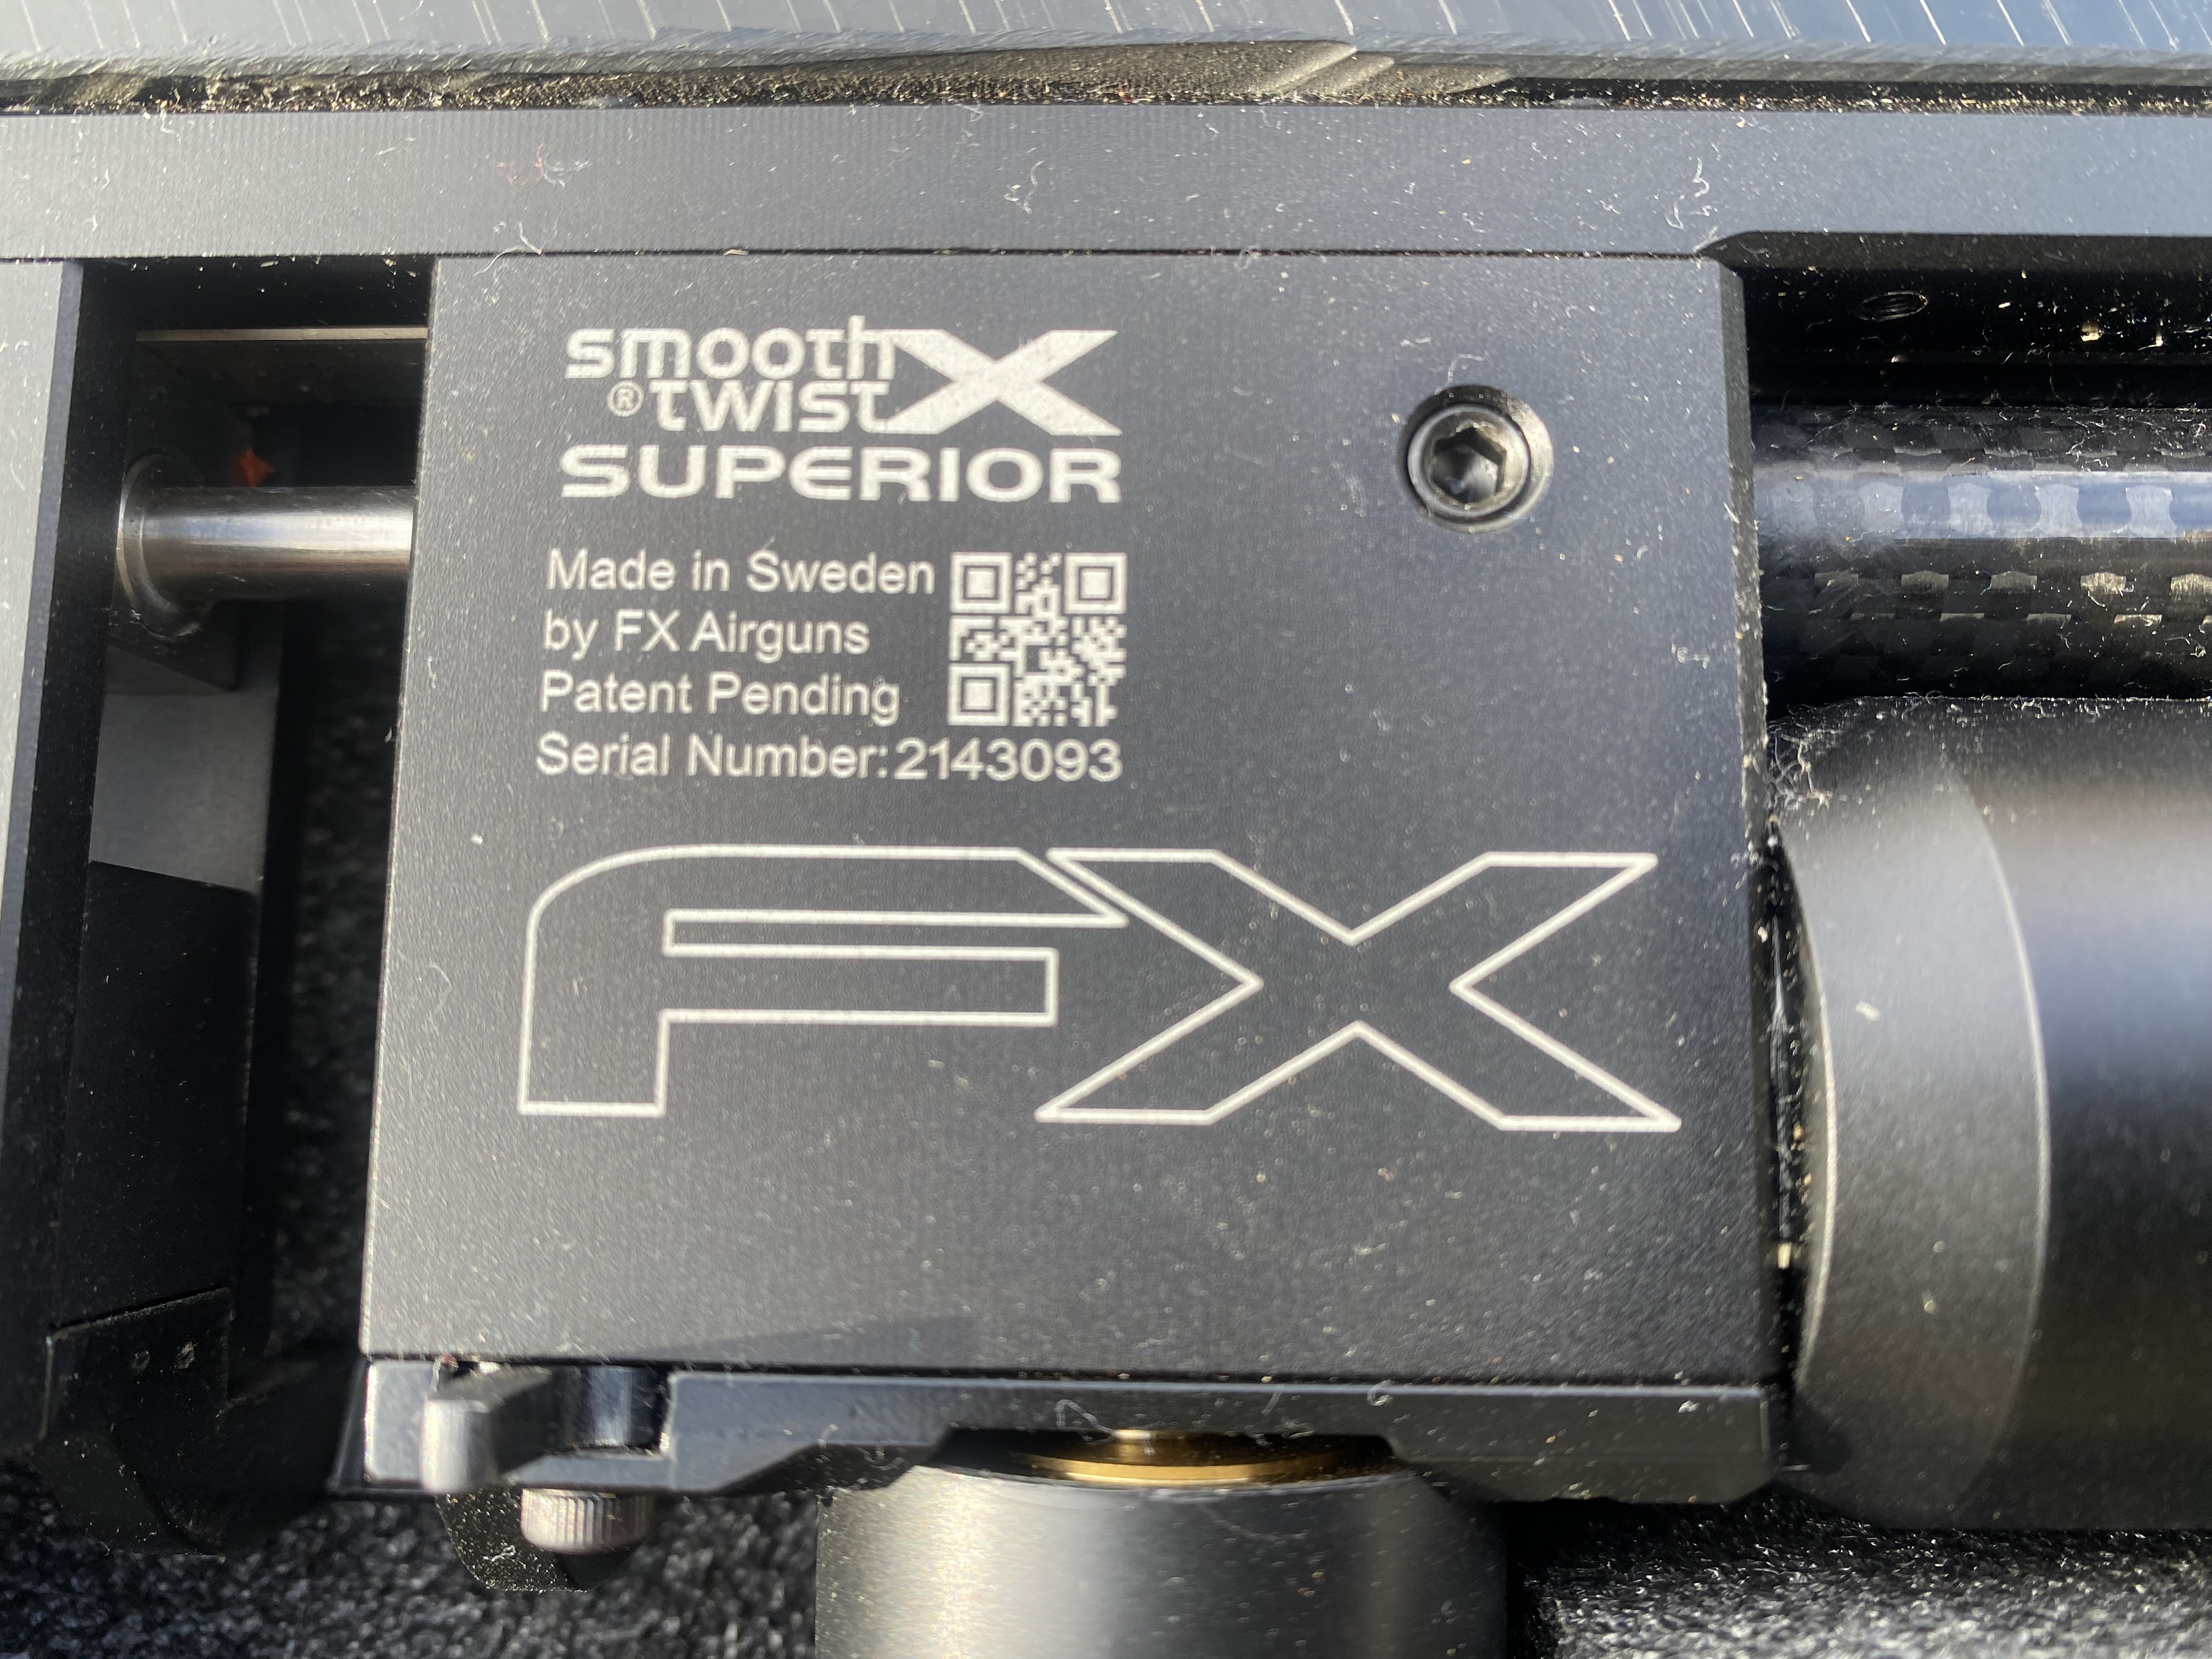 smooth X
® TWIST
SUPERIOR
Made in Sweden
by FX Airguns
Patent Pending
Serial Number:2143093
FX